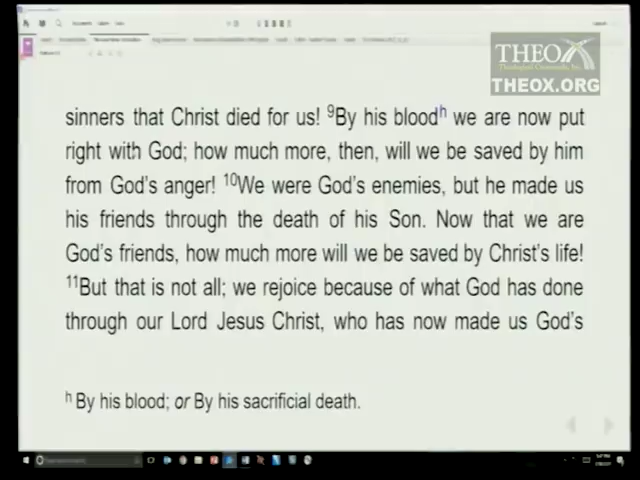 THEOX
THEOX.ORG
sinners that Christ died for us! ⁹By his bloodʰ we are now put
right with God; how much more, then, will we be saved by him
from God's anger! ¹⁰We were God's enemies, but he made us
his friends through the death of his Son. Now that we are
God's friends, how much more will we be saved by Christ's life!
¹¹But that is not all; we rejoice because of what God has done
through our Lord Jesus Christ, who has now made us God's
ʰ By his blood; or By his sacrificial death.